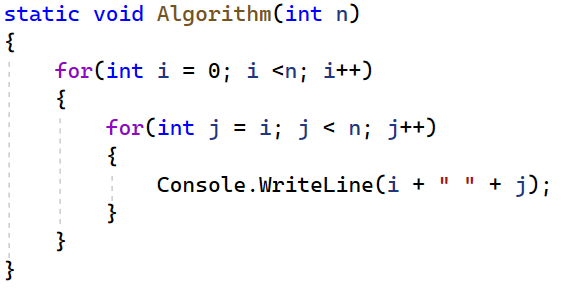 static void Algorithm(int n)
{
    for(int i = 0; i <n; i++)
    {
        for(int j = i; j < n; j++)
        {
            Console.WriteLine(i + " " + j);
        }
    }
}